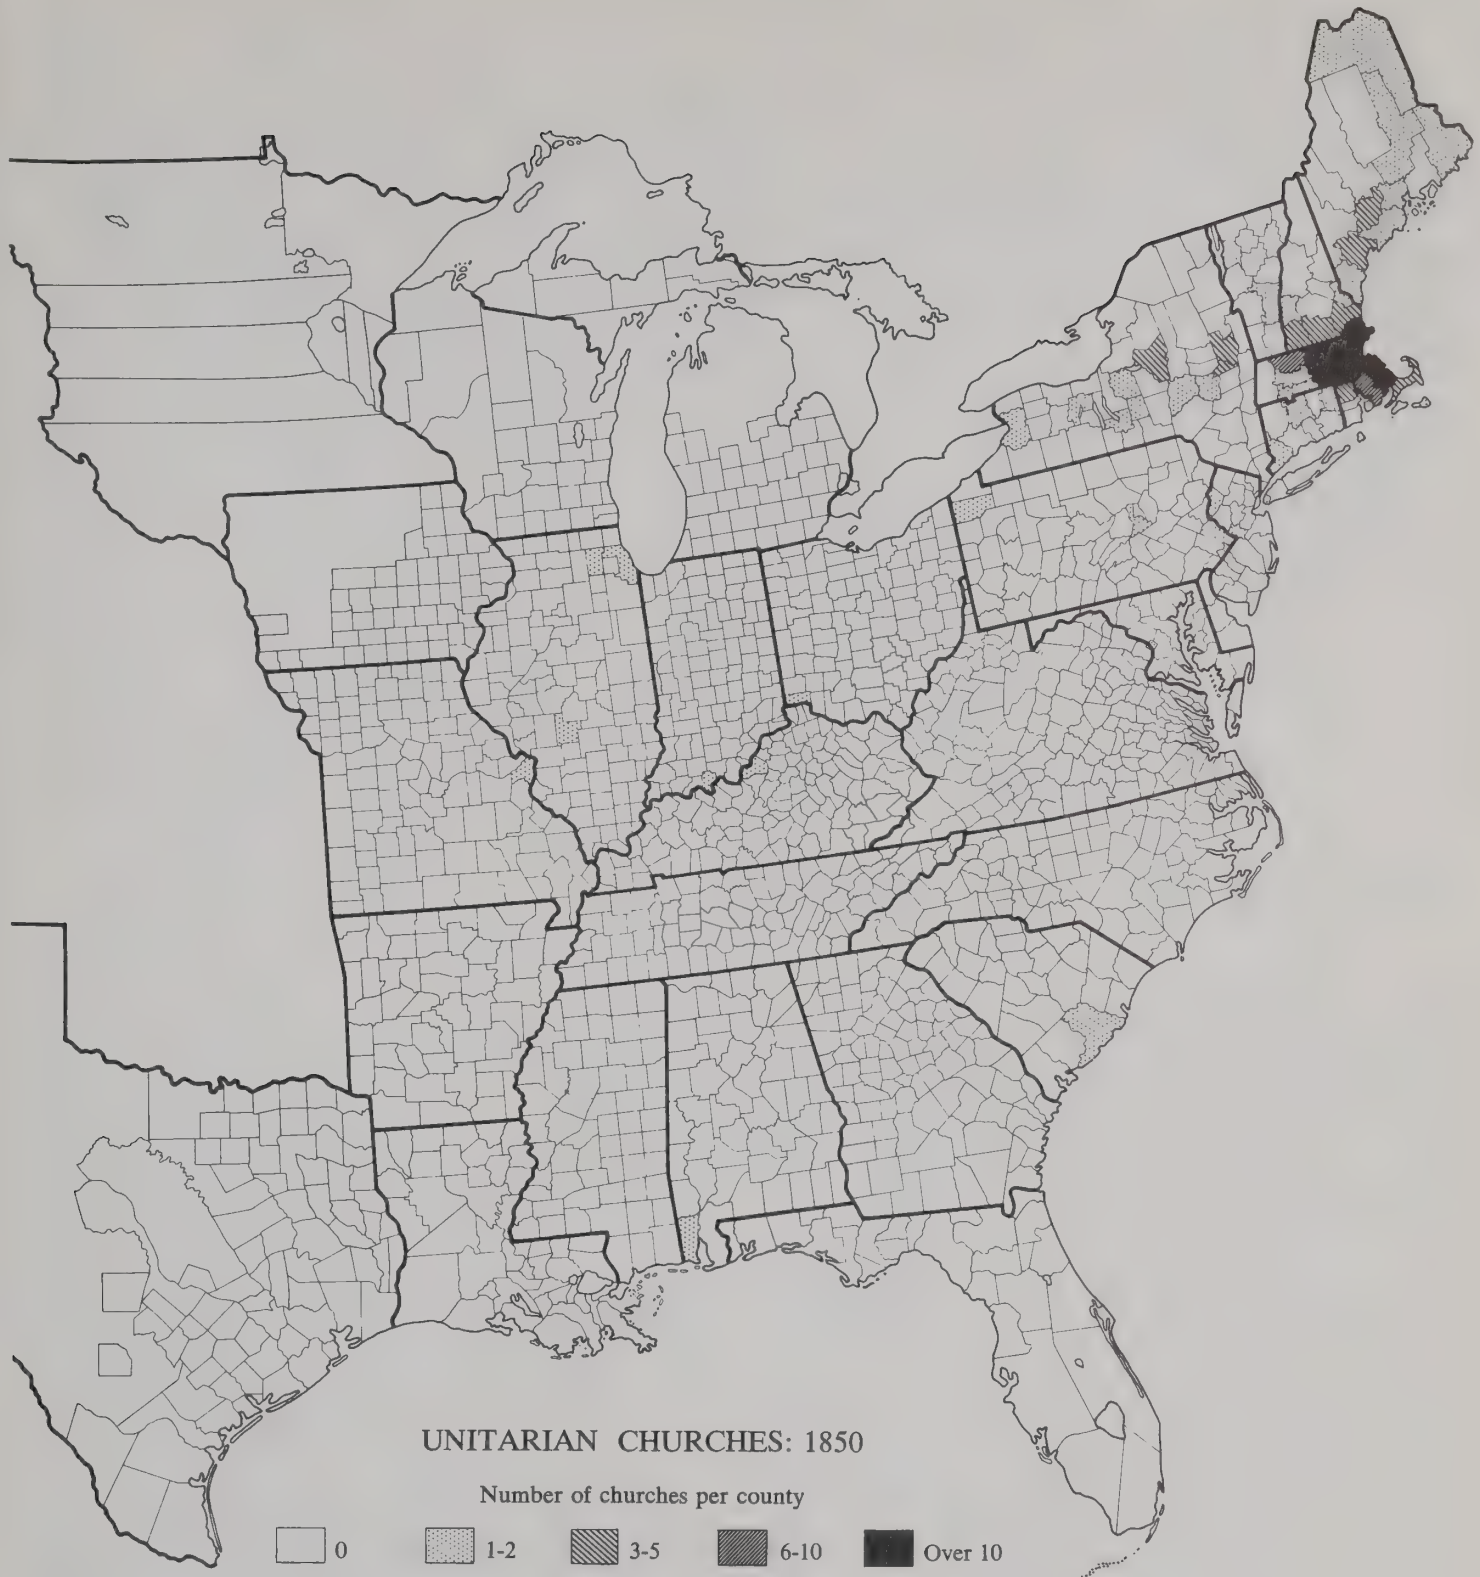 UNITARIAN CHURCHES: 1850
Number of churches per county
0
1-2
3-5
6-10
Over 10